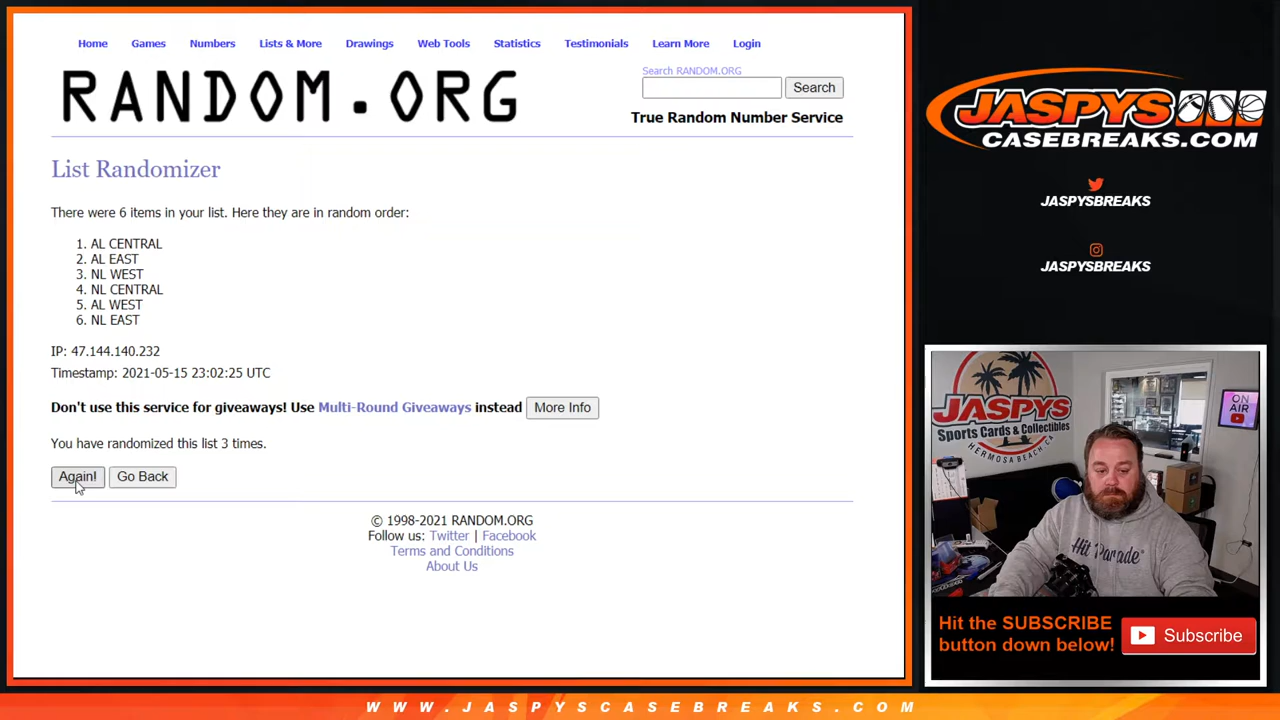 Home Games Numbers Lists & More Drawings Web Tools Statistics Testimonials Learn More Login
RANDOM.ORG
Search RANDOM.ORG
Search
True Random Number Service
List Randomizer
There were 6 items in your list. Here they are in random order:
1. AL CENTRAL
2. AL EAST
3. NL WEST
4. NL CENTRAL
5. AL WEST
6. NL EAST
IP: 47.144.140.232
Timestamp: 2021-05-15 23:02:25 UTC
Don't use this service for giveaways! Use Multi-Round Giveaways instead More Info
You have randomized this list 3 times.
Again! Go Back
© 1998-2021 RANDOM.ORG
Follow us: Twitter | Facebook
Terms and Conditions
About Us
JASPYS
CASEBREAKS.COM
JASPYSBREAKS
JASPYSBREAKS
JASPYS
Sports Cards & Collectibles
HERMOSA BEACH, CA
ON
AIR
Hit Parade
Hit the SUBSCRIBE
button down below!
Subscribe
WWW.JASPYSCASEBREAKS.COM